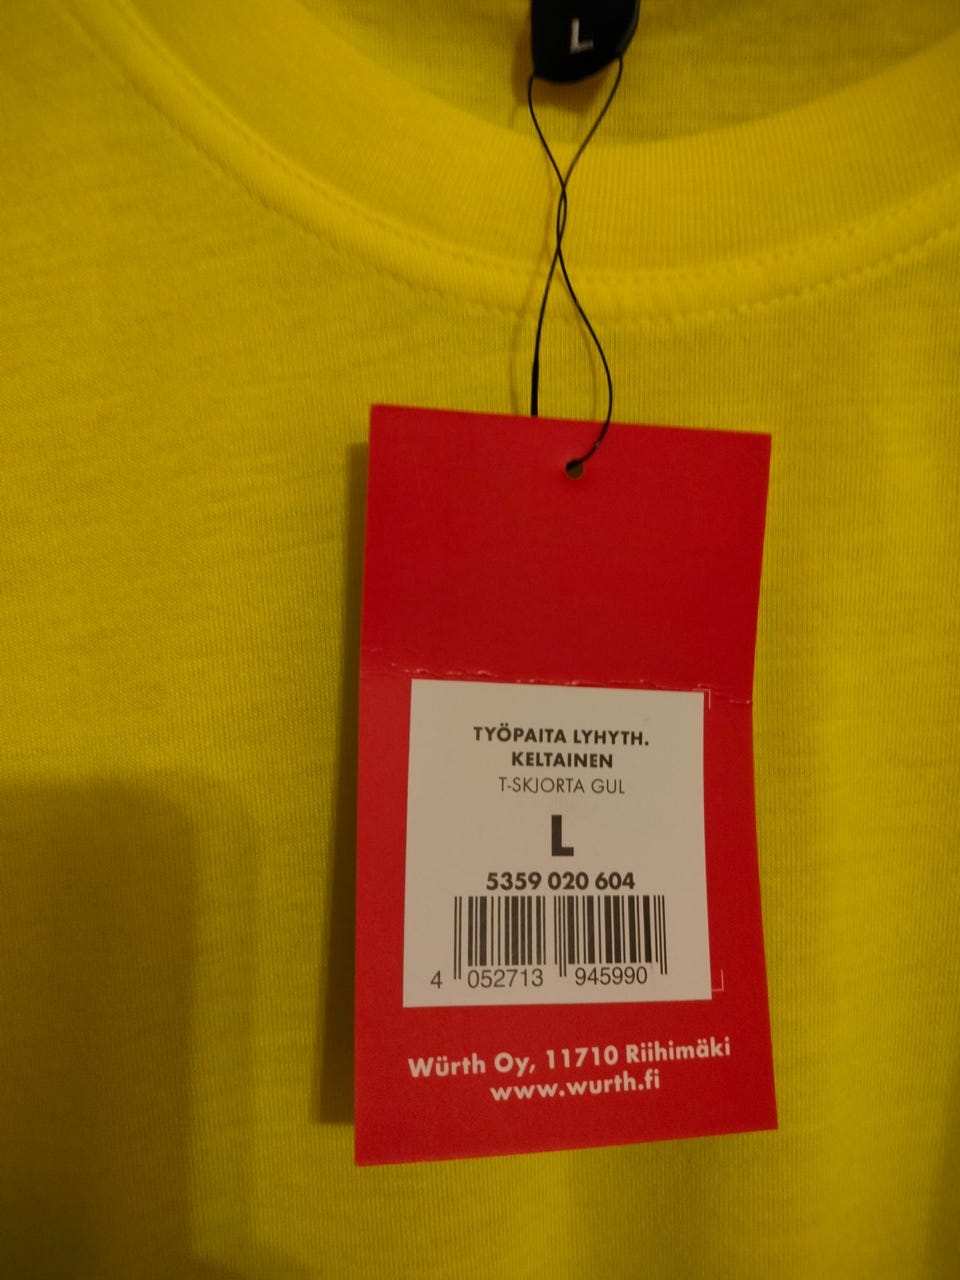 L
TYÖPAITA LYHYTH.
KELTAINEN
T-SKJORTA GUL
L
5359 020 604
4 052713 945990
Würth Oy, 11710 Riihimäki
www.wurth.fi